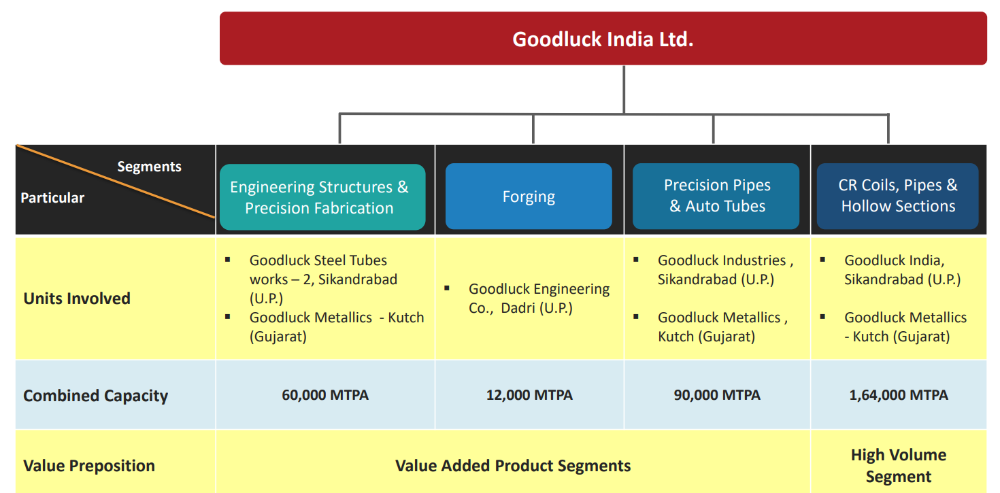 Goodluck India Ltd.
Segments
Particular
Engineering Structures &
Precision Fabrication
Forging
Precision Pipes
& Auto Tubes
CR Coils, Pipes &
Hollow Sections
Units Involved
▪ Goodluck Steel Tubes
works – 2, Sikandrabad
(U.P.)
▪ Goodluck Metallics - Kutch
(Gujarat)
▪ Goodluck Engineering
Co., Dadri (U.P.)
▪ Goodluck Industries ,
Sikandrabad (U.P.)
▪ Goodluck Metallics ,
Kutch (Gujarat)
▪ Goodluck India,
Sikandrabad (U.P.)
▪ Goodluck Metallics
- Kutch (Gujarat)
Combined Capacity
60,000 MTPA
12,000 MTPA
90,000 MTPA
1,64,000 MTPA
Value Preposition
Value Added Product Segments
High Volume
Segment